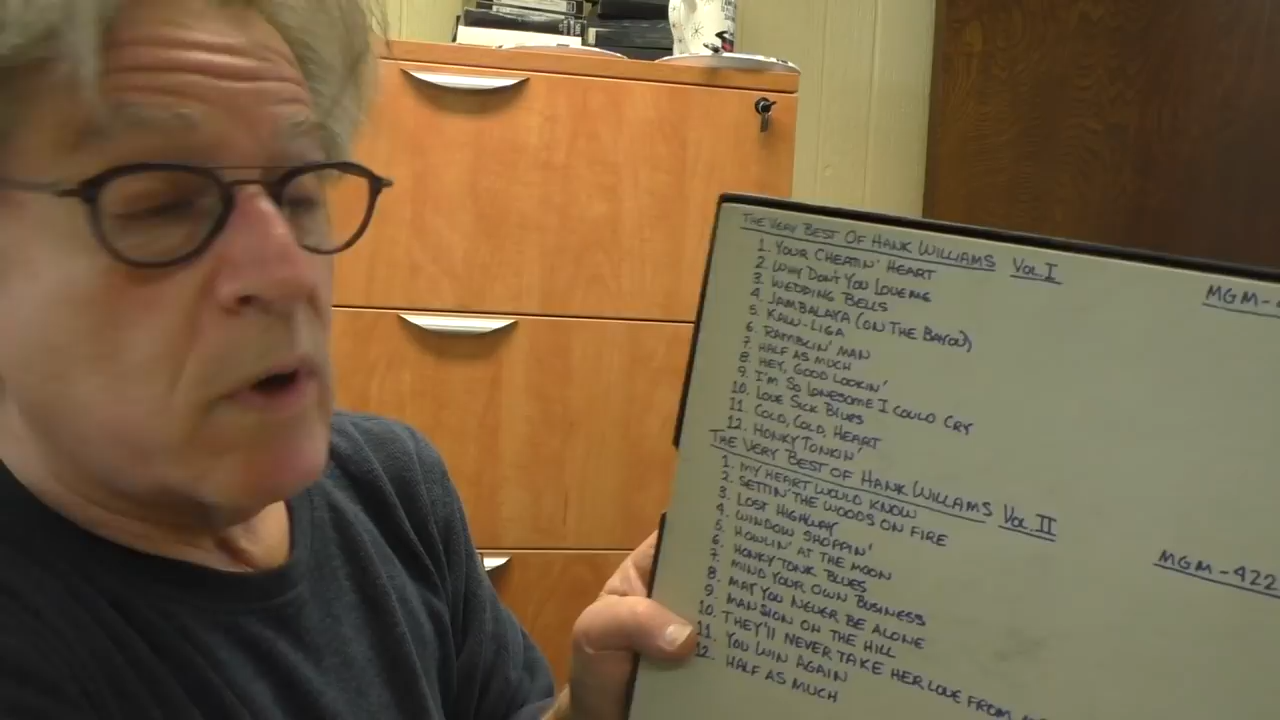 THE VERY BEST OF HANK WILLIAMS VOL. I
MGM-4
1. YOUR CHEATIN' HEART
2. WHY DON'T YOU LOVE ME
3. WEDDING BELLS
4. JAMBALAYA (ON THE BAYOU)
5. KAW-LIGA
6. RAMBLIN' MAN
7. HALF AS MUCH
8. HEY, GOOD LOOKIN'
9. I'M SO LONESOME I COULD CRY
10. LOVE SICK BLUES
11. COLD, COLD, HEART
12. HONKY TONKIN'
THE VERY BEST OF HANK WILLAMS VOL. II
MGM-422
1. MY HEART WOULD KNOW
2. SETTIN' THE WOODS ON FIRE
3. LOST HIGHWAY
4. WINDOW SHOPPIN'
5. HOWLIN' AT THE MOON
6. HONKY TONK BLUES
7. MIND YOUR OWN BUSINESS
8. MAY YOU NEVER BE ALONE
9. MANSION ON THE HILL
10. THEY'LL NEVER TAKE HER LOVE FROM
11. YOU WIN AGAIN
12. HALF AS MUCH